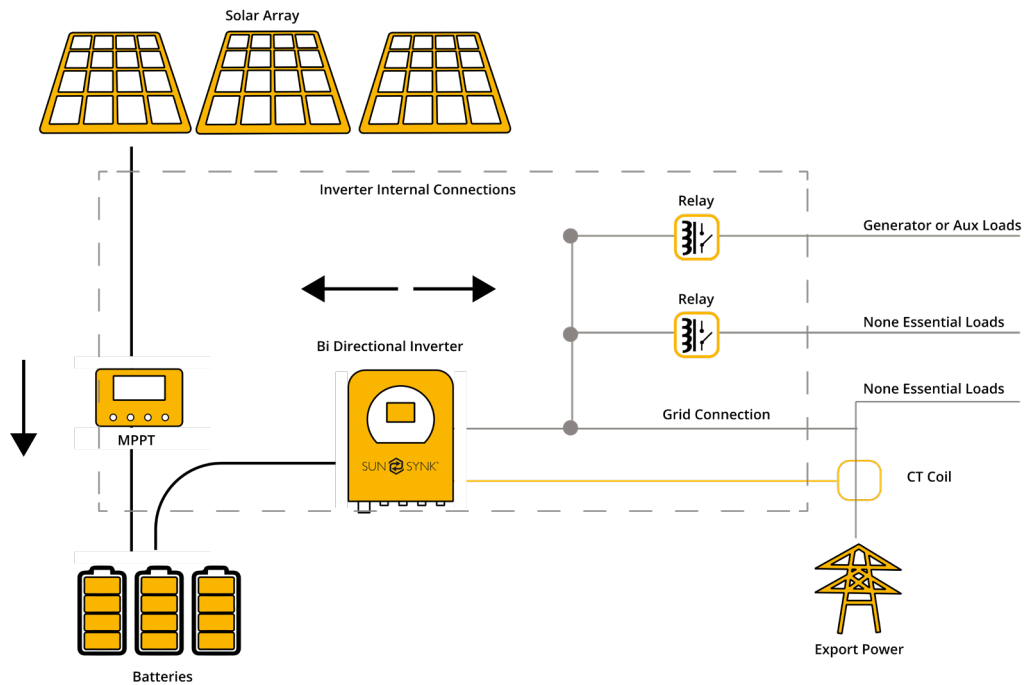 Solar Array
Inverter Internal Connections
Relay
Generator or Aux Loads
Relay
None Essential Loads
Bi Directional Inverter
None Essential Loads
Grid Connection
MPPT
SUN SYNK
CT Coil
Export Power
Batteries